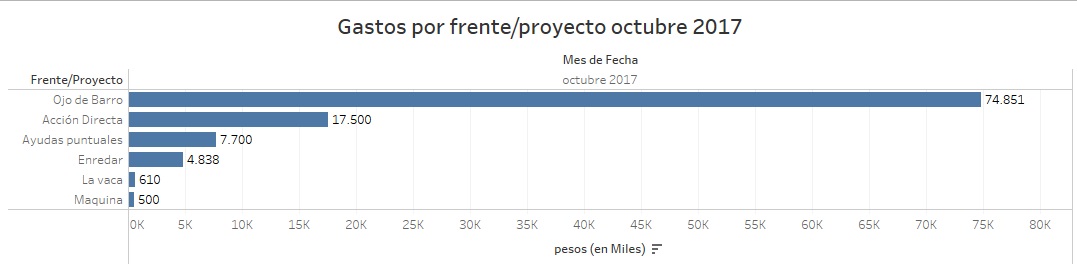 Gastos por frente/proyecto octubre 2017
Mes de Fecha
Frente/Proyecto octubre 2017
Ojo de Barro 74.851
Acción Directa 17.500
Ayudas puntuales 7.700
Enredar 4.838
La vaca 610
Maquina 500
0K 5K 10K 15K 20K 25K 30K 35K 40K 45K 50K 55K 60K 65K 70K 75K 80K
pesos (en Miles)